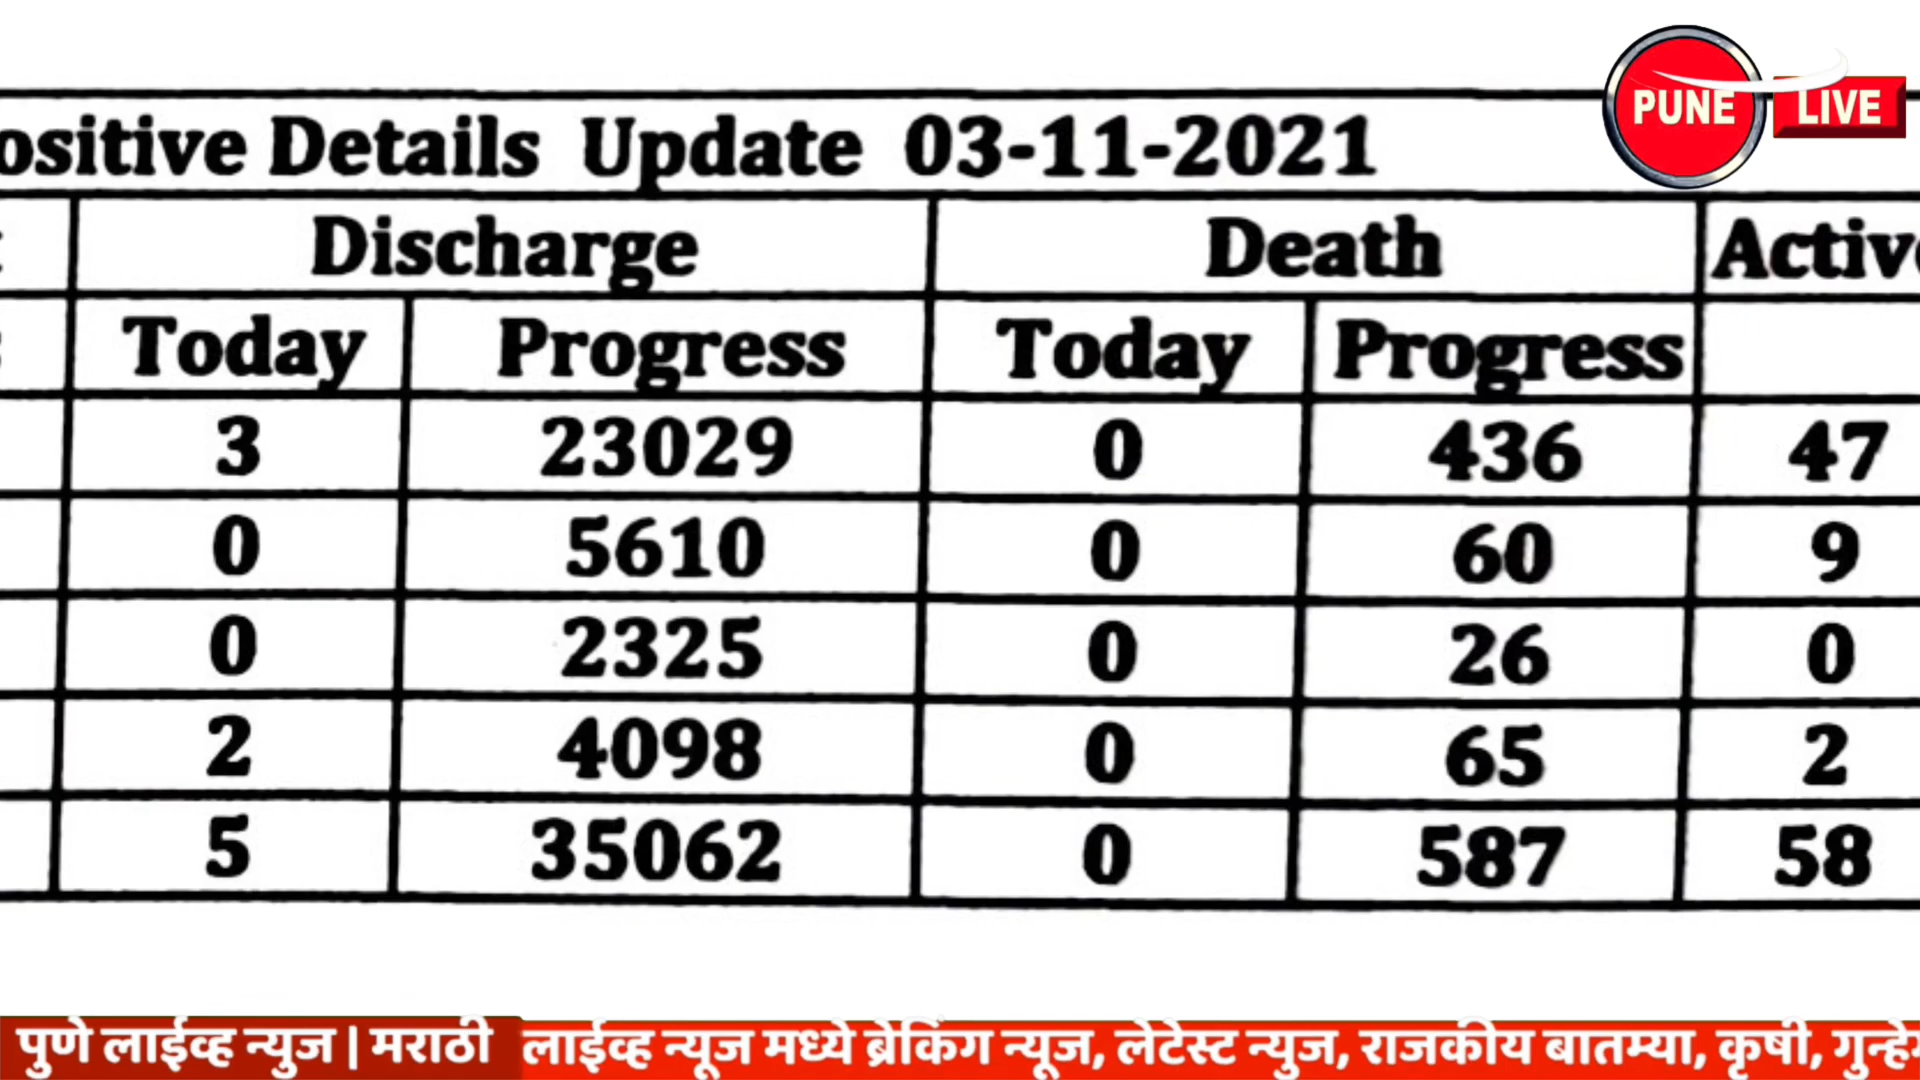 PUNE LIVE
ositive Details Update 03-11-2021
Discharge Death Active
Today Progress Today Progress
3 23029 0 436 47
0 5610 0 60 9
0 2325 0 26 0
2 4098 0 65 2
5 35062 0 587 58
पुणे लाईव्ह न्युज | मराठी लाईव्ह न्यूज मध्ये ब्रेकिंग न्यूज, लेटेस्ट न्युज, राजकीय बातम्या, कृषी,